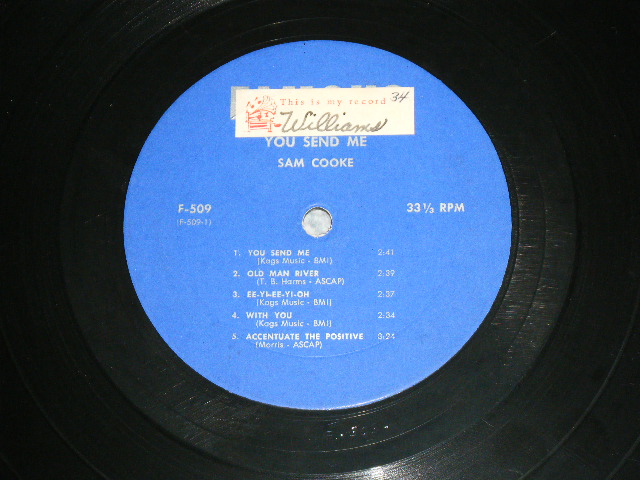 This is my record 34
Williams
YOU SEND ME
SAM COOKE
F-509
(F-509-1)
33⅓ RPM
1. YOU SEND ME 2:41
(Kags Music - BMI)
2. OLD MAN RIVER 2:39
(T. B. Harms - ASCAP)
3. EE-YI-EE-YI-OH 2:37
(Kags Music - BMI)
4. WITH YOU 2:34
(Kags Music - BMI)
5. ACCENTUATE THE POSITIVE 3:24
(Morris - ASCAP)